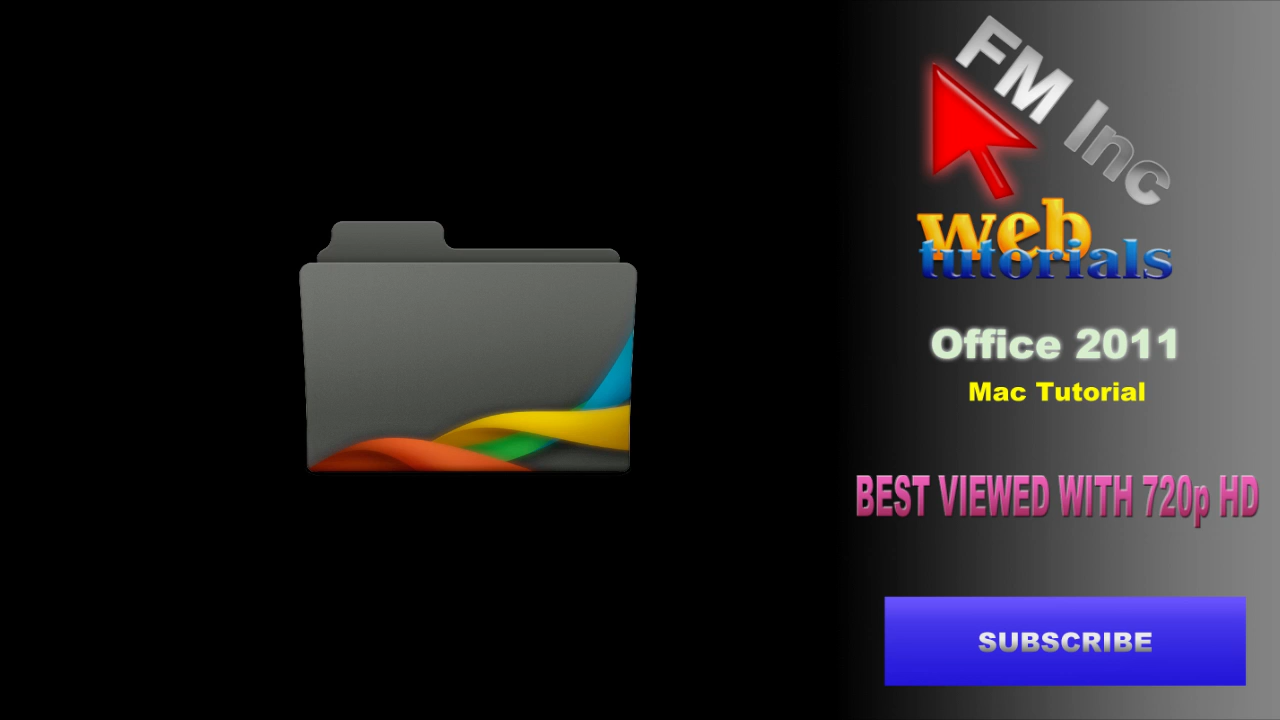 FM Inc
web
tutorials
Office 2011
Mac Tutorial
BEST VIEWED WITH 720p HD
SUBSCRIBE